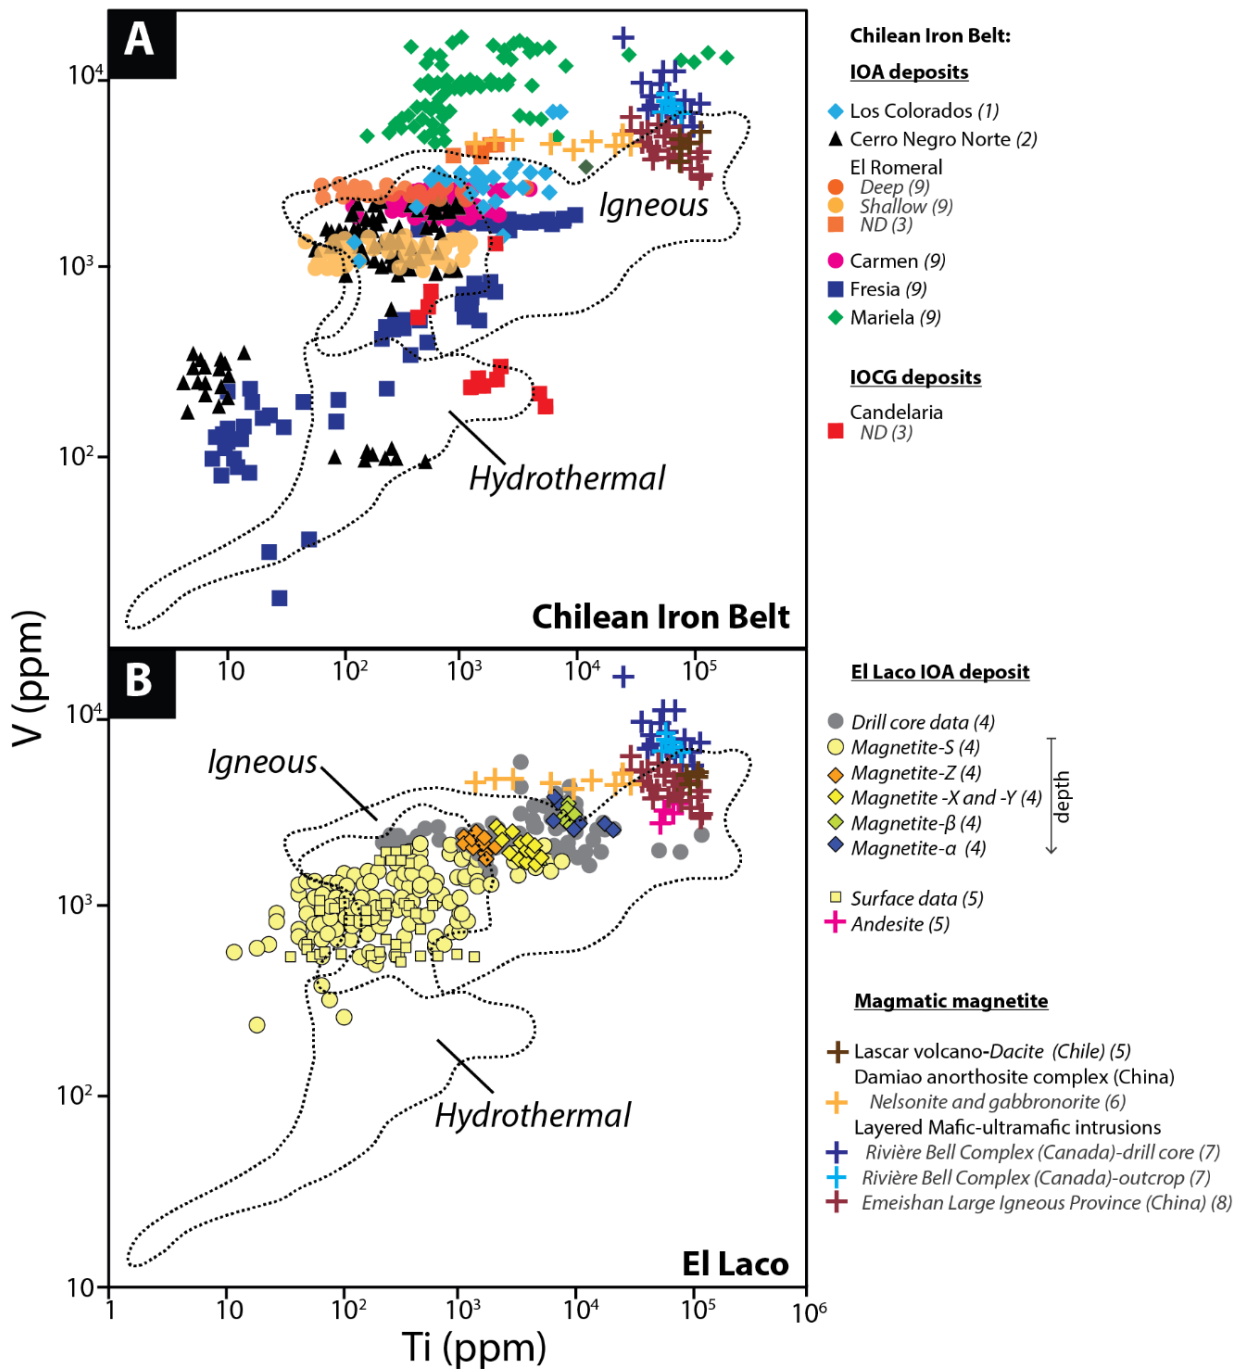 A
Chilean Iron Belt:
IOA deposits
Los Colorados (1)
Cerro Negro Norte (2)
El Romeral
Deep (9)
Shallow (9)
ND (3)
Carmen (9)
Fresia (9)
Mariela (9)
IOCG deposits
Candelaria
ND (3)
10⁴
10³
10²
Igneous
Hydrothermal
Chilean Iron Belt
10
10²
10³
10⁴
10⁵
V (ppm)
B
El Laco IOA deposit
Drill core data (4)
Magnetite-S (4)
Magnetite-Z (4)
Magnetite -X and -Y (4)
Magnetite-β (4)
Magnetite-α (4)
depth
Surface data (5)
Andesite (5)
Magmatic magnetite
Lascar volcano-Dacite (Chile) (5)
Damiao anorthosite complex (China)
Nelsonite and gabbronorite (6)
Layered Mafic-ultramafic intrusions
Rivière Bell Complex (Canada)-drill core (7)
Rivière Bell Complex (Canada)-outcrop (7)
Emeishan Large Igneous Province (China) (8)
10⁴
10³
10²
10
Igneous
Hydrothermal
El Laco
1
10
10²
10³
10⁴
10⁵
10⁶
Ti (ppm)